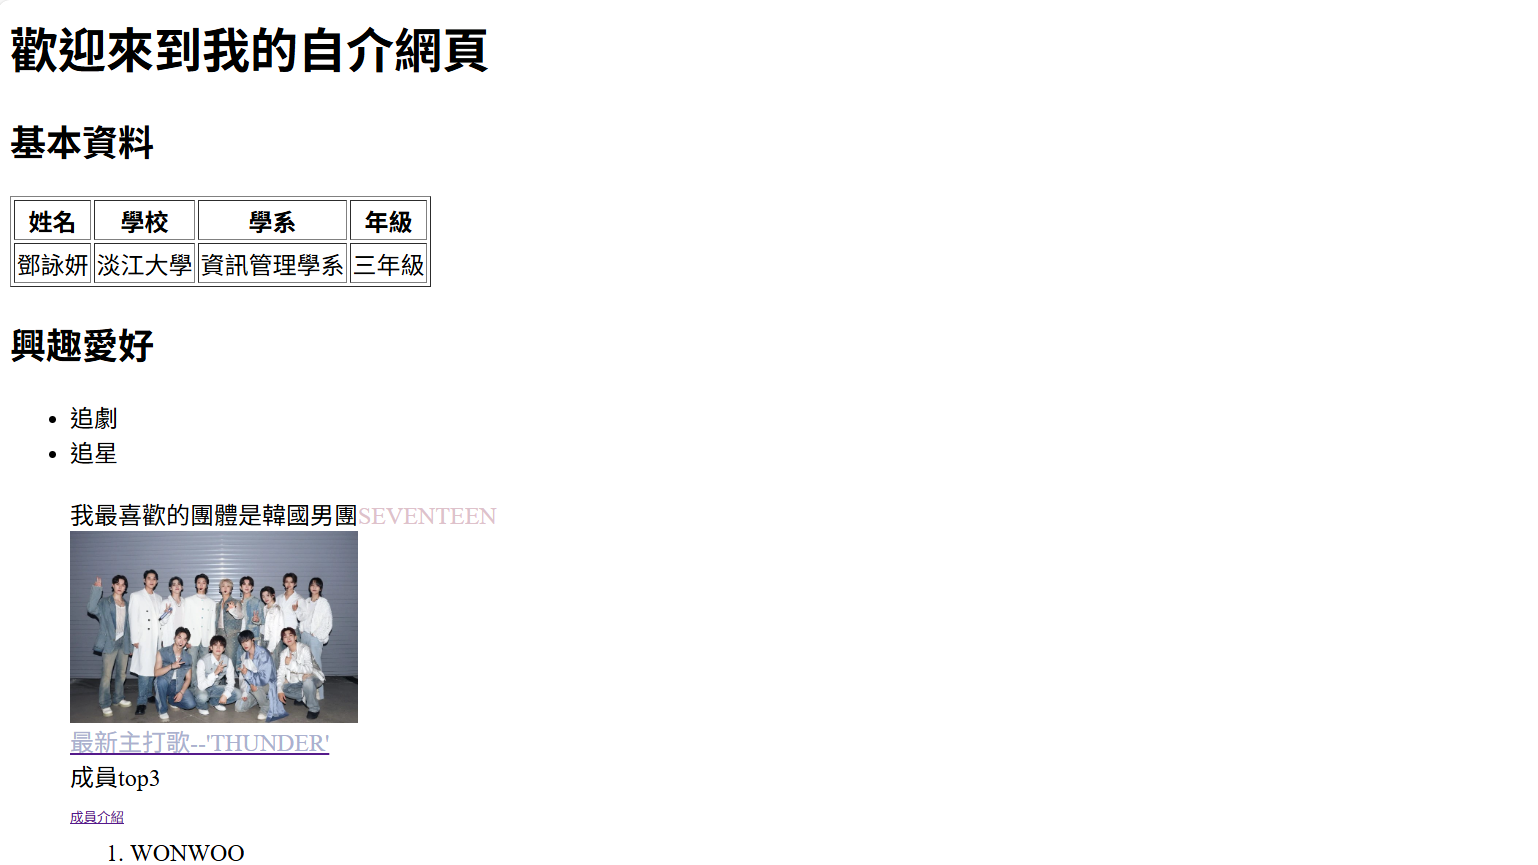 歡迎來到我的自介網頁
基本資料
姓名 學校 學系 年級
鄧詠妍 淡江大學 資訊管理學系 三年級
興趣愛好
• 追劇
• 追星
我最喜歡的團體是韓國男團SEVENTEEN
最新主打歌--'THUNDER'
成員top3
成員介紹
1. WONWOO